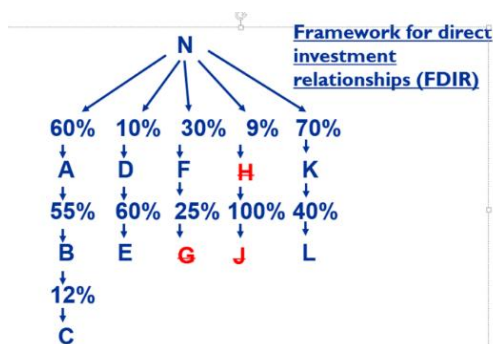 Framework for direct
investment
relationships (FDIR)
N
60% 10% 30% 9% 70%
A D F H K
55% 60% 25% 100% 40%
B E G J L
12%
C